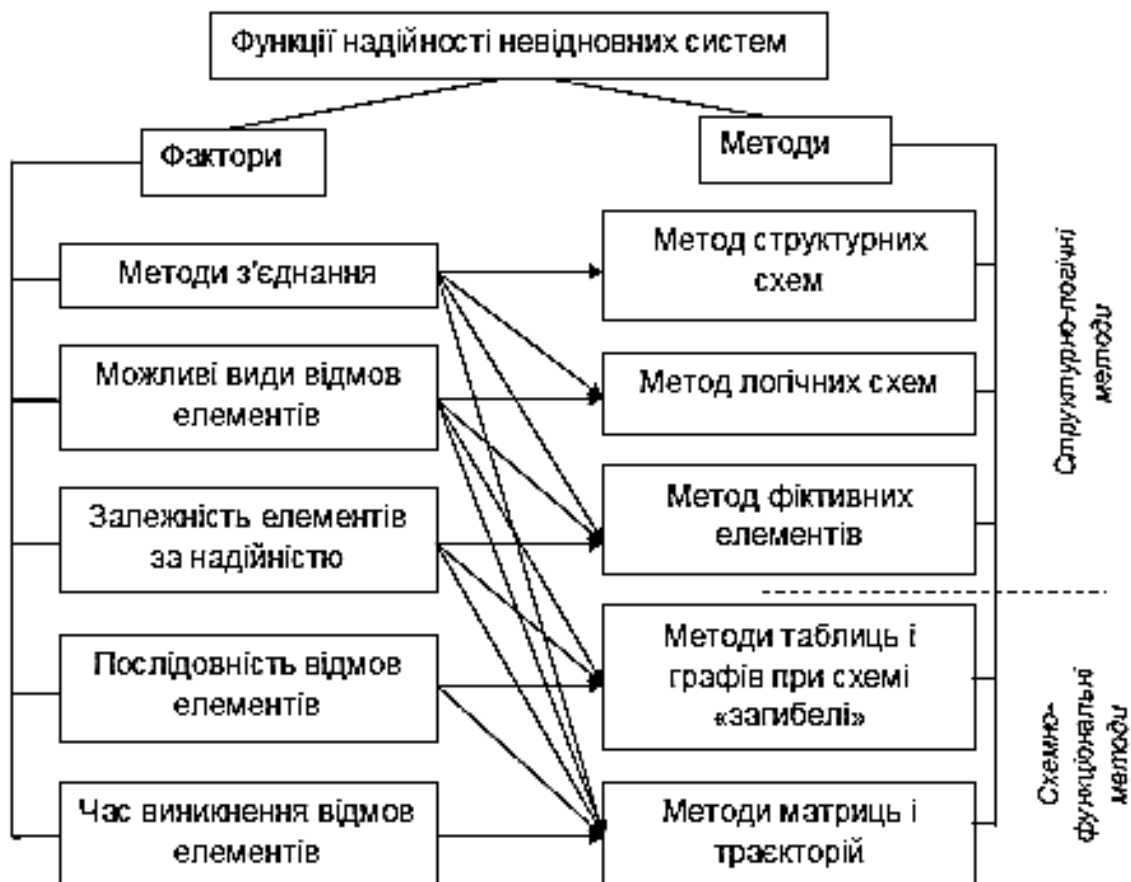 Функції надійності невідновних систем
Фактори
Методи
Методи з'єднання
Можливі види відмов
елементів
Залежність елементів
за надійністю
Послідовність відмов
елементів
Час виникнення відмов
елементів
Метод структурних
схем
Метод логічних схем
Метод фіктивних
елементів
Методи таблиць і
графів при схемі
«загибелі»
Методи матриць і
траєкторій
Структурно-логічні
методи
Схемно-
функціональні
методи